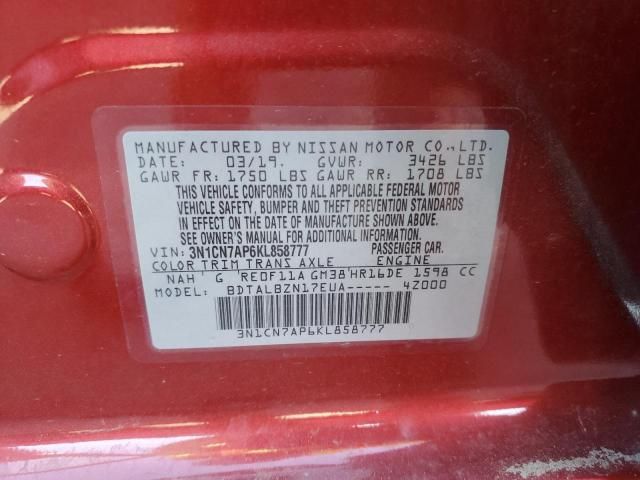 MANUFACTURED BY NISSAN MOTOR CO.,LTD.
DATE: 03/19. GVWR: 3426 LBS
GAWR FR: 1750 LBS GAWR RR: 1708 LBS
THIS VEHICLE CONFORMS TO ALL APPLICABLE FEDERAL MOTOR
VEHICLE SAFETY, BUMPER AND THEFT PREVENTION STANDARDS
IN EFFECT ON THE DATE OF MANUFACTURE SHOWN ABOVE.
SEE OWNER'S MANUAL FOR ADDITIONAL INFORMATION.
VIN: 3N1CN7AP6KL858777 PASSENGER CAR.
COLOR TRIM TRANS AXLE ENGINE
NAH G RE0F11A GM38 HR16DE 1598 CC
MODEL: BDTALBZN17EUA----- 4Z000
3N1CN7AP6KL858777